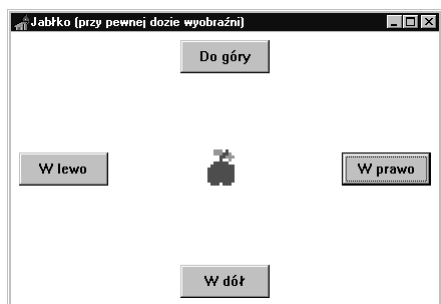 Jabłko (przy pewnej dozie wyobraźni)
Do góry
W lewo
W prawo
W dół